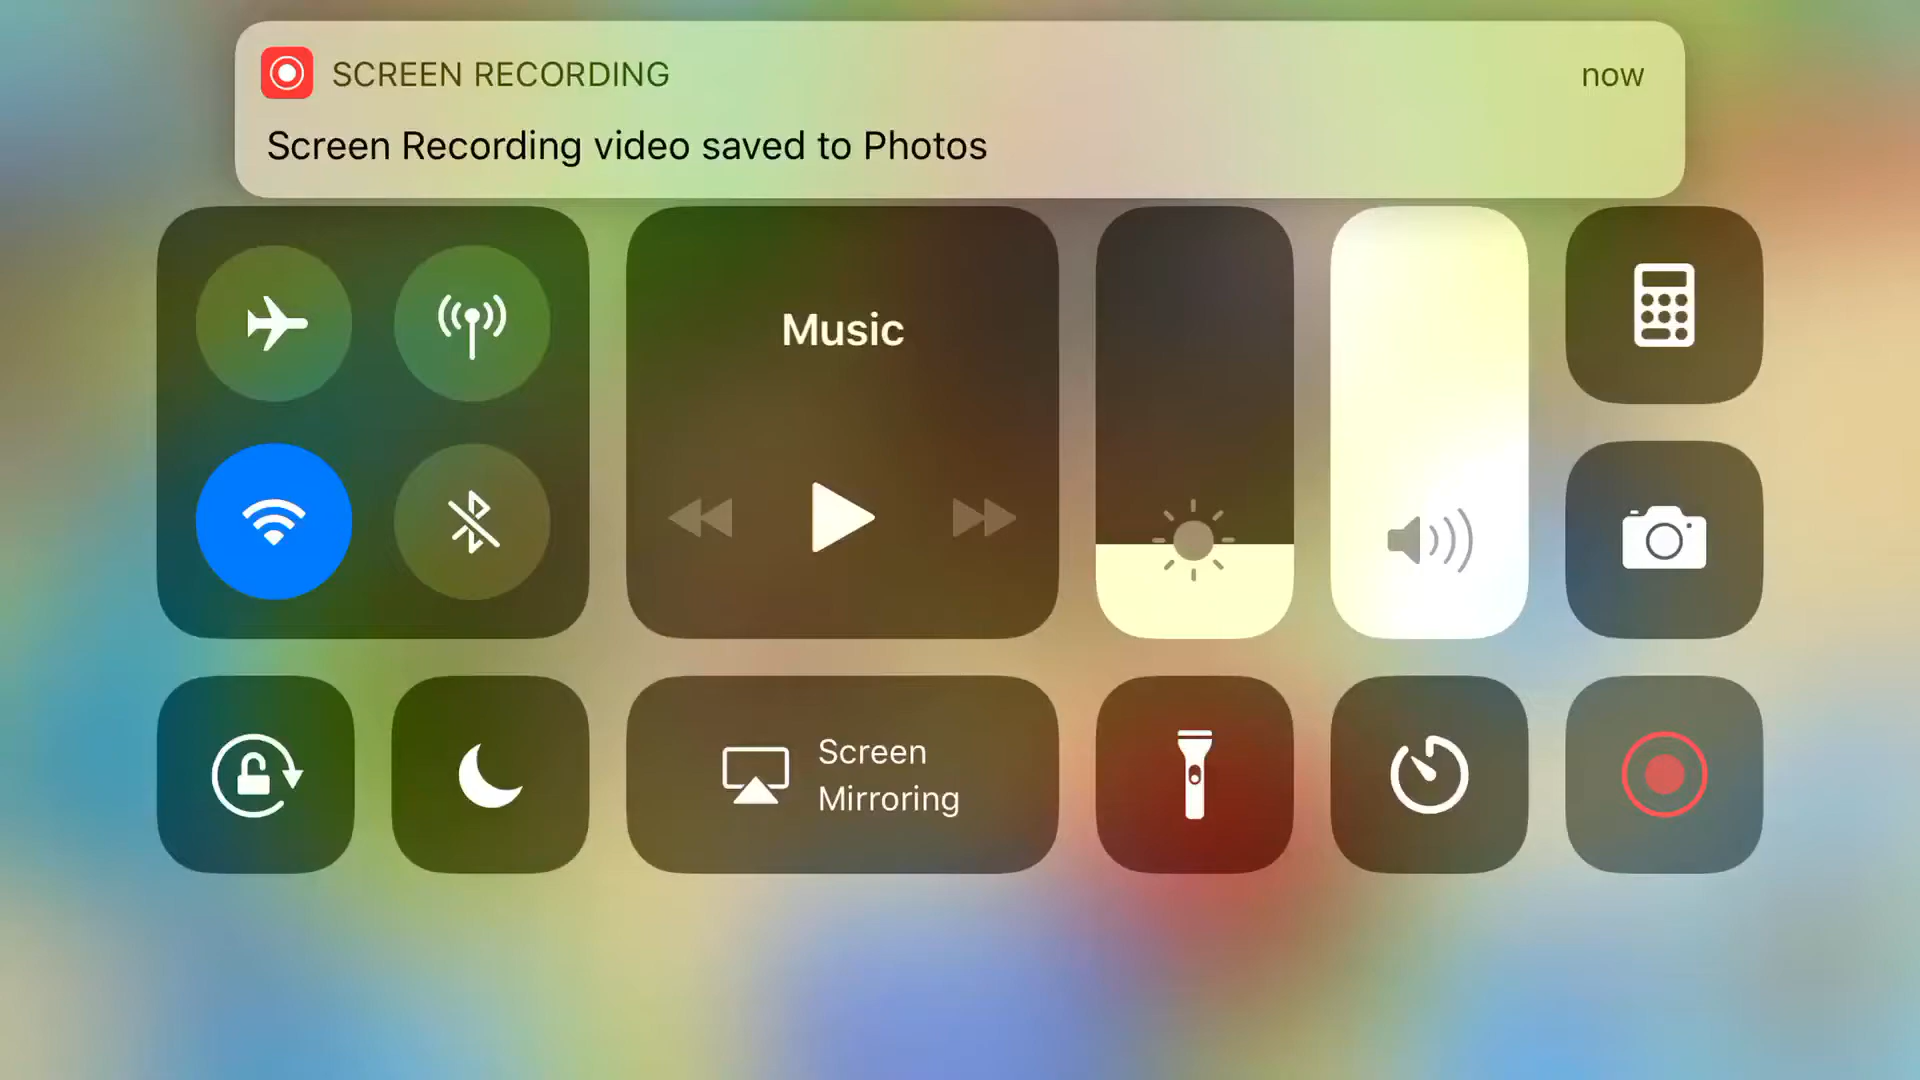 SCREEN RECORDING
now
Screen Recording video saved to Photos
Music
Screen
Mirroring